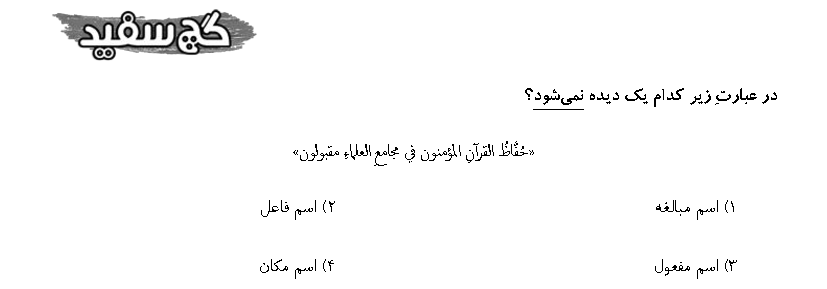 گچ سفید
در عبارتِ زیر کدام یک دیده نمی‌شود؟
«حُفّاظُ القرآنِ المؤمنون في مجامعِ العلماءِ مقبولون»
۱) اسم مبالغه
۲) اسم فاعل
۳) اسم مفعول
۴) اسم مکان